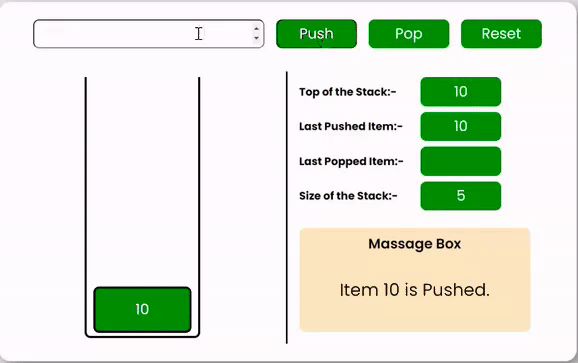 Push Pop Reset
Top of the Stack:- 10
Last Pushed Item:- 10
Last Popped Item:-
Size of the Stack:- 5
Massage Box
Item 10 is Pushed.
10